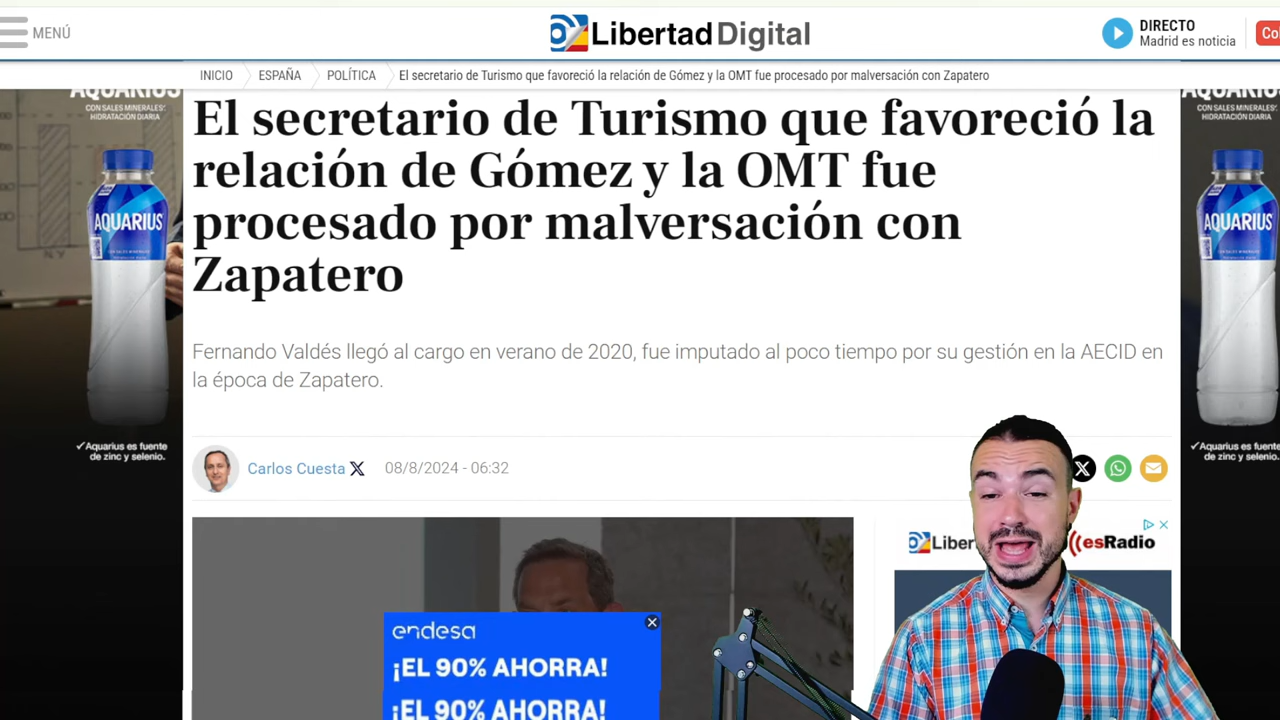 MENÚ
Libertad Digital
DIRECTO
Madrid es noticia
INICIO
ESPAÑA
POLÍTICA
El secretario de Turismo que favoreció la relación de Gómez y la OMT fue procesado por malversación con Zapatero
AQUARIUS
CON SALES MINERALES:
HIDRATACIÓN DIARIA
AQUARIUS
✓Aquarius es fuente
de zinc y selenio.
El secretario de Turismo que favoreció la
relación de Gómez y la OMT fue
procesado por malversación con
Zapatero
Fernando Valdés llegó al cargo en verano de 2020, fue imputado al poco tiempo por su gestión en la AECID en
la época de Zapatero.
Carlos Cuesta
08/8/2024 - 06:32
AQUARIUS
CON SALES MINERALES:
HIDRATACIÓN DIARIA
AQUARIUS
✓Aquarius es fuente
de zinc y selenio.
esRadio
endesa
¡EL 90% AHORRA!
¡EL 90% AHORRA!